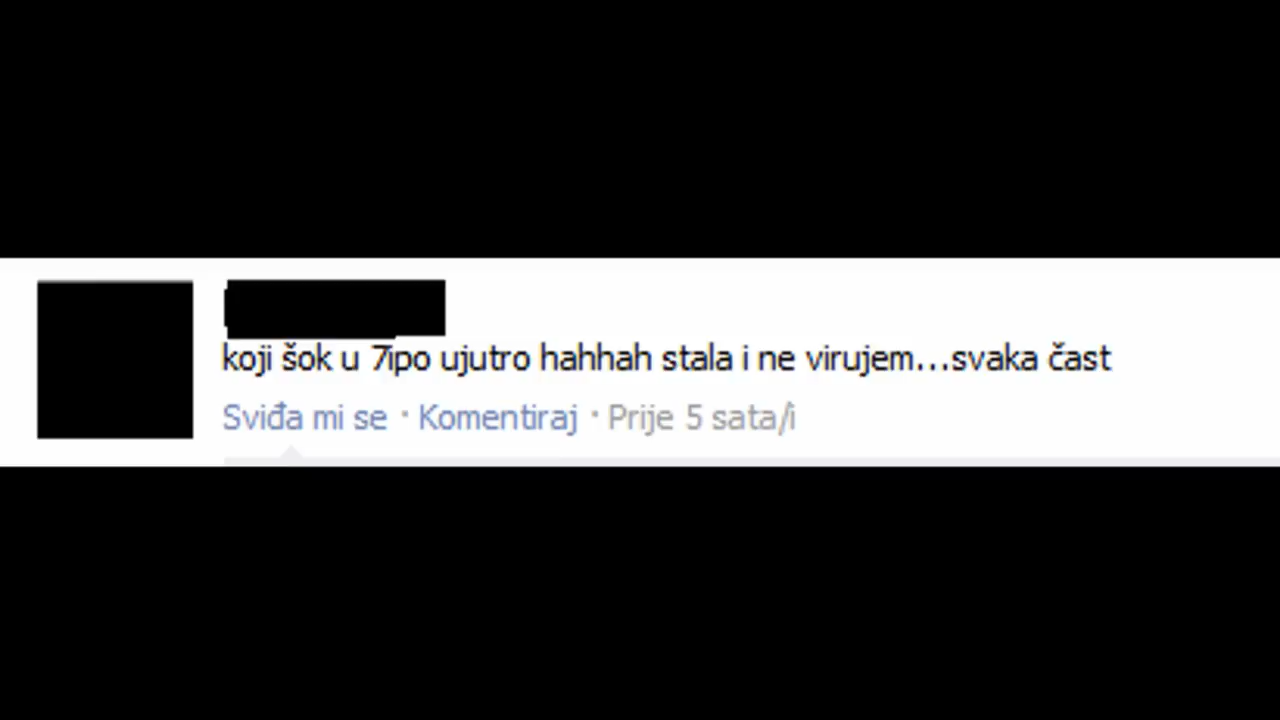 koji šok u 7ipo ujutro hahhah stala i ne virujem...svaka čast
Sviđa mi se · Komentiraj · Prije 5 sata/i